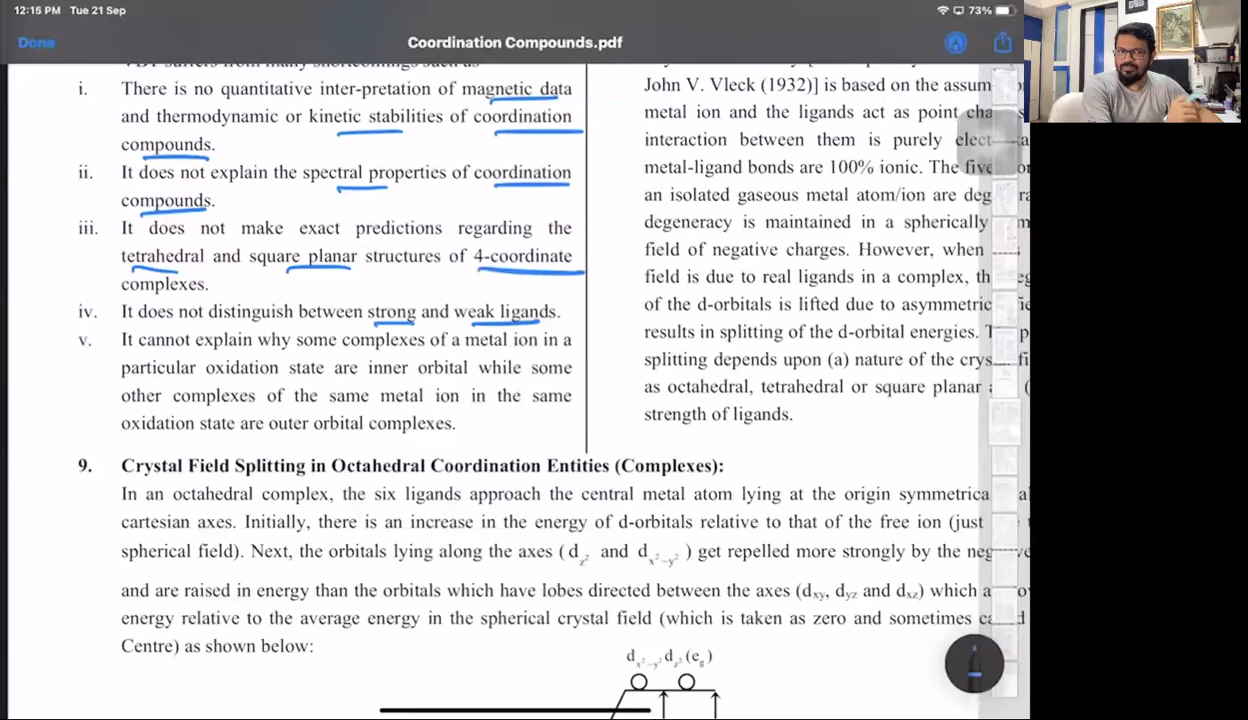 12:15 PM Tue 21 Sep
73%
Done
Coordination Compounds.pdf
i. There is no quantitative inter-pretation of magnetic data
and thermodynamic or kinetic stabilities of coordination
compounds.
ii. It does not explain the spectral properties of coordination
compounds.
iii. It does not make exact predictions regarding the
tetrahedral and square planar structures of 4-coordinate
complexes.
iv. It does not distinguish between strong and weak ligands.
v. It cannot explain why some complexes of a metal ion in a
particular oxidation state are inner orbital while some
other complexes of the same metal ion in the same
oxidation state are outer orbital complexes.
John V. Vleck (1932)] is based on the assum
metal ion and the ligands act as point cha
interaction between them is purely elect
metal-ligand bonds are 100% ionic. The five
an isolated gaseous metal atom/ion are deg
degeneracy is maintained in a spherically
field of negative charges. However, when
field is due to real ligands in a complex, th
of the d-orbitals is lifted due to asymmetric
results in splitting of the d-orbital energies. T
splitting depends upon (a) nature of the crys
as octahedral, tetrahedral or square planar
strength of ligands.
9. Crystal Field Splitting in Octahedral Coordination Entities (Complexes):
In an octahedral complex, the six ligands approach the central metal atom lying at the origin symmetrica
cartesian axes. Initially, there is an increase in the energy of d-orbitals relative to that of the free ion (just
spherical field). Next, the orbitals lying along the axes (d z² and d x²-y² ) get repelled more strongly by the neg
and are raised in energy than the orbitals which have lobes directed between the axes (dxy, dyz and dxz) which a
energy relative to the average energy in the spherical crystal field (which is taken as zero and sometimes ca
Centre) as shown below:
d x²-y² d z² (eg)